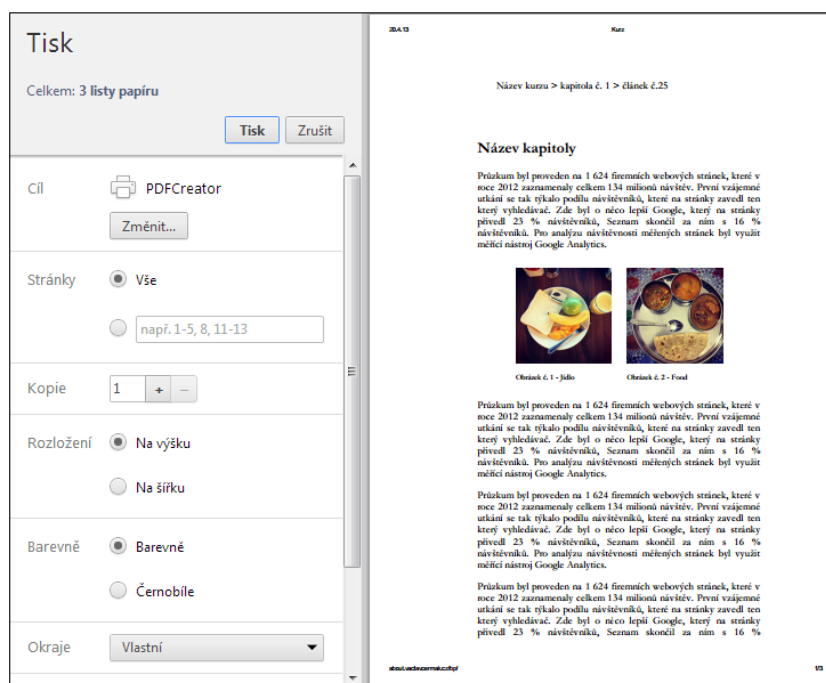 Tisk
Celkem: 3 listy papíru
Tisk
Zrušit
Cíl
PDFCreator
Změnit...
Stránky
Vše
např. 1-5, 8, 11-13
Kopie
1
+
−
Rozložení
Na výšku
Na šířku
Barevně
Barevně
Černobíle
Okraje
Vlastní
20.4.13
Kurz
Název kurzu > kapitola č. 1 > článek č.25
Název kapitoly
Průzkum byl proveden na 1 624 firemních webových stránek, které v
roce 2012 zaznamenaly celkem 134 milionů návštěv. První vzájemné
utkání se tak týkalo podílu návštěvníků, které na stránky zavedl ten
který vyhledávač. Zde byl o něco lepší Google, který na stránky
přivedl 23 % návštěvníků, Seznam skončil za ním s 16 %
návštěvníků. Pro analýzu návštěvnosti měřených stránek byl využit
měřící nástroj Google Analytics.
Obrázek č. 1 - Jídlo
Obrázek č. 2 - Food
Průzkum byl proveden na 1 624 firemních webových stránek, které v
roce 2012 zaznamenaly celkem 134 milionů návštěv. První vzájemné
utkání se tak týkalo podílu návštěvníků, které na stránky zavedl ten
který vyhledávač. Zde byl o něco lepší Google, který na stránky
přivedl 23 % návštěvníků, Seznam skončil za ním s 16 %
návštěvníků. Pro analýzu návštěvnosti měřených stránek byl využit
měřící nástroj Google Analytics.
Průzkum byl proveden na 1 624 firemních webových stránek, které v
roce 2012 zaznamenaly celkem 134 milionů návštěv. První vzájemné
utkání se tak týkalo podílu návštěvníků, které na stránky zavedl ten
který vyhledávač. Zde byl o něco lepší Google, který na stránky
přivedl 23 % návštěvníků, Seznam skončil za ním s 16 %
návštěvníků. Pro analýzu návštěvnosti měřených stránek byl využit
měřící nástroj Google Analytics.
Průzkum byl proveden na 1 624 firemních webových stránek, které v
roce 2012 zaznamenaly celkem 134 milionů návštěv. První vzájemné
utkání se tak týkalo podílu návštěvníků, které na stránky zavedl ten
který vyhledávač. Zde byl o něco lepší Google, který na stránky
přivedl 23 % návštěvníků, Seznam skončil za ním s 16 %
about.vaclavcermak.cz/bp/
1/3